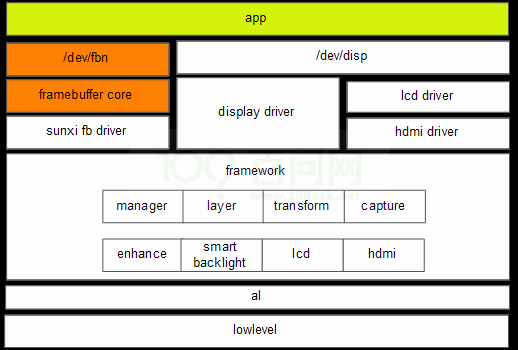 app
/dev/fbn
/dev/disp
framebuffer core
display driver
lcd driver
sunxi fb driver
hdmi driver
framework
manager
layer
transform
capture
enhance
smart
backlight
lcd
hdmi
al
lowlevel